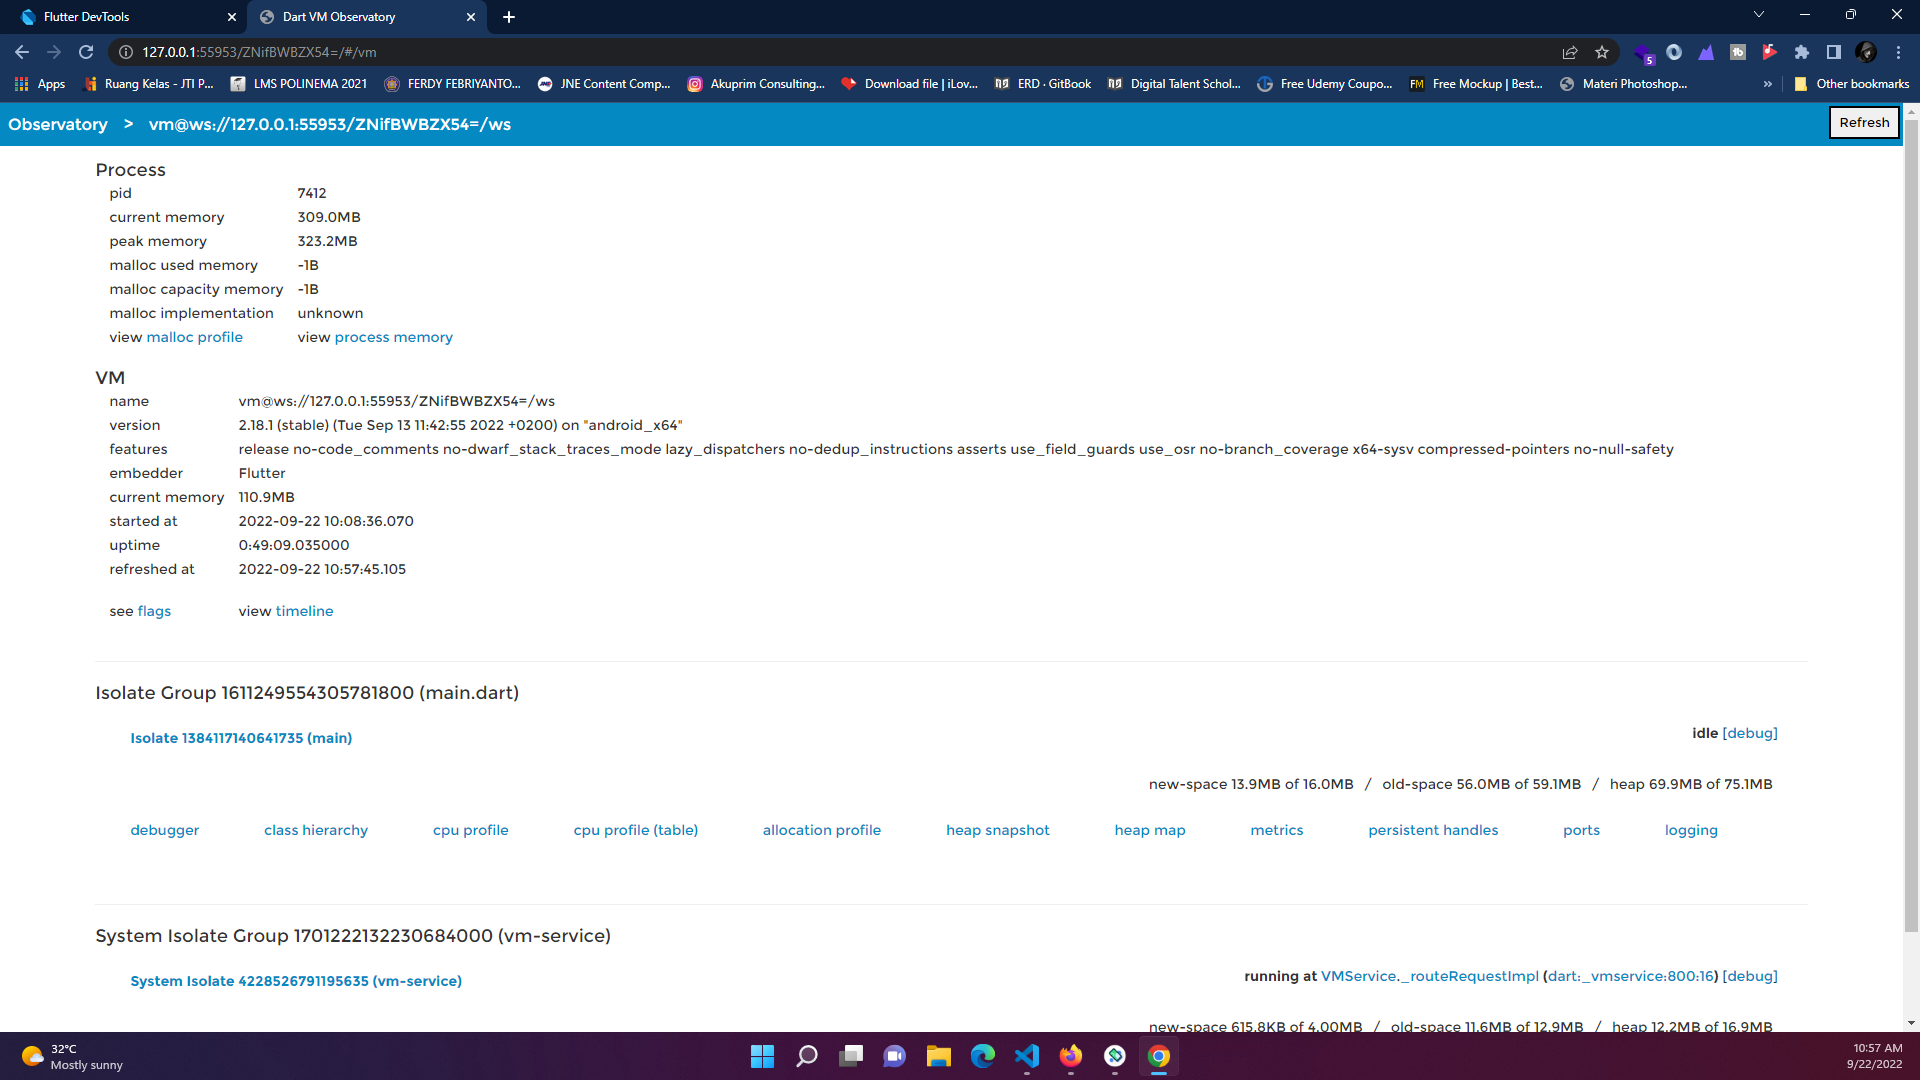 Flutter DevTools
Dart VM Observatory
127.0.0.1:55953/ZNifBWBZX54=/#/vm
5
Apps
Ruang Kelas - JTI P...
LMS POLINEMA 2021
FERDY FEBRIYANTO...
JNE Content Comp...
Akuprim Consulting...
Download file | iLov...
ERD · GitBook
Digital Talent Schol...
Free Udemy Coupo...
FM Free Mockup | Best...
Materi Photoshop...
»
Other bookmarks
Observatory > vm@ws://127.0.0.1:55953/ZNifBWBZX54=/ws
Refresh
Process
pid 7412
current memory 309.0MB
peak memory 323.2MB
malloc used memory -1B
malloc capacity memory -1B
malloc implementation unknown
view malloc profile view process memory
VM
name vm@ws://127.0.0.1:55953/ZNifBWBZX54=/ws
version 2.18.1 (stable) (Tue Sep 13 11:42:55 2022 +0200) on "android_x64"
features release no-code_comments no-dwarf_stack_traces_mode lazy_dispatchers no-dedup_instructions asserts use_field_guards use_osr no-branch_coverage x64-sysv compressed-pointers no-null-safety
embedder Flutter
current memory 110.9MB
started at 2022-09-22 10:08:36.070
uptime 0:49:09.035000
refreshed at 2022-09-22 10:57:45.105
see flags view timeline
Isolate Group 1611249554305781800 (main.dart)
Isolate 1384117140641735 (main)
idle [debug]
new-space 13.9MB of 16.0MB / old-space 56.0MB of 59.1MB / heap 69.9MB of 75.1MB
debugger class hierarchy cpu profile cpu profile (table) allocation profile heap snapshot heap map metrics persistent handles ports logging
System Isolate Group 1701222132230684000 (vm-service)
System Isolate 4228526791195635 (vm-service)
running at VMService._routeRequestImpl (dart:_vmservice:800:16) [debug]
new-space 615.8KB of 4.00MB / old-space 11.6MB of 12.9MB / heap 12.2MB of 16.9MB
32°C
Mostly sunny
10:57 AM
9/22/2022